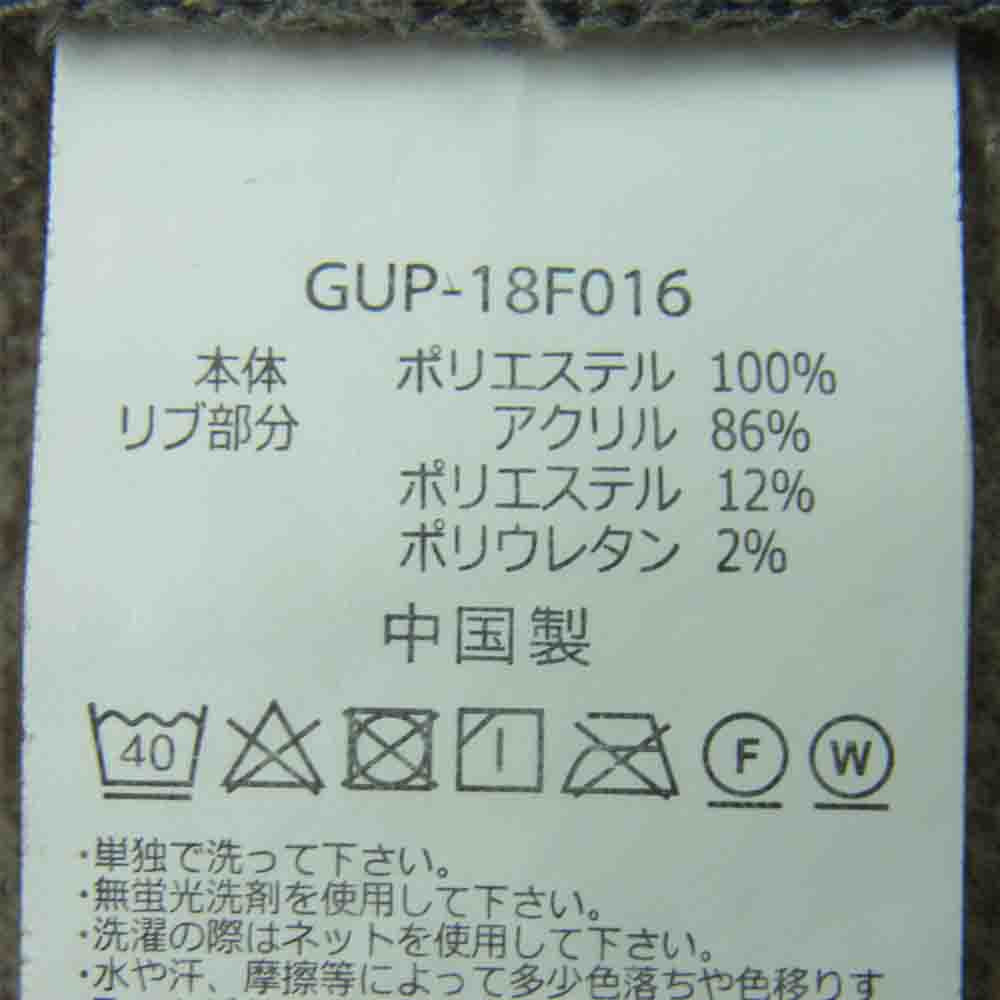 GUP-18F016
本体 ポリエステル 100%
リブ部分 アクリル 86%
ポリエステル 12%
ポリウレタン 2%
中国製
40 F W
・単独で洗って下さい。
・無蛍光洗剤を使用して下さい。
・洗濯の際はネットを使用して下さい。
・水や汗、摩擦等によって多少色落ちや色移りす